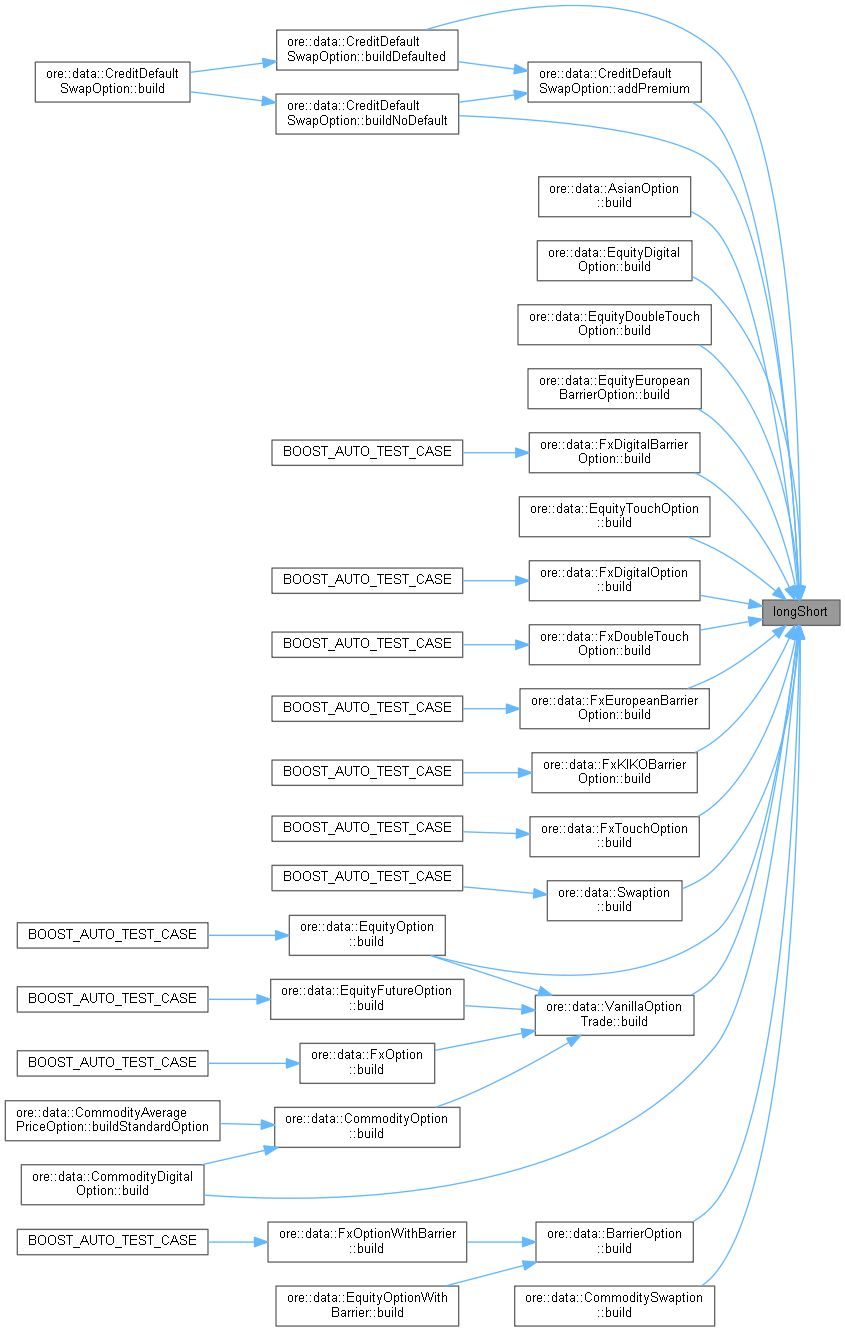 ore::data::CreditDefault
SwapOption::buildDefaulted
ore::data::CreditDefault
SwapOption::build
ore::data::CreditDefault
SwapOption::addPremium
ore::data::CreditDefault
SwapOption::buildNoDefault
ore::data::AsianOption
::build
ore::data::EquityDigital
Option::build
ore::data::EquityDoubleTouch
Option::build
ore::data::EquityEuropean
BarrierOption::build
BOOST_AUTO_TEST_CASE
ore::data::FxDigitalBarrier
Option::build
ore::data::EquityTouchOption
::build
BOOST_AUTO_TEST_CASE
ore::data::FxDigitalOption
::build
longShort
BOOST_AUTO_TEST_CASE
ore::data::FxDoubleTouch
Option::build
BOOST_AUTO_TEST_CASE
ore::data::FxEuropeanBarrier
Option::build
BOOST_AUTO_TEST_CASE
ore::data::FxKIKOBarrier
Option::build
BOOST_AUTO_TEST_CASE
ore::data::FxTouchOption
::build
BOOST_AUTO_TEST_CASE
ore::data::Swaption
::build
BOOST_AUTO_TEST_CASE
ore::data::EquityOption
::build
BOOST_AUTO_TEST_CASE
ore::data::EquityFutureOption
::build
ore::data::VanillaOption
Trade::build
BOOST_AUTO_TEST_CASE
ore::data::FxOption
::build
ore::data::CommodityAverage
PriceOption::buildStandardOption
ore::data::CommodityOption
::build
ore::data::CommodityDigital
Option::build
BOOST_AUTO_TEST_CASE
ore::data::FxOptionWithBarrier
::build
ore::data::BarrierOption
::build
ore::data::EquityOptionWith
Barrier::build
ore::data::CommoditySwaption
::build